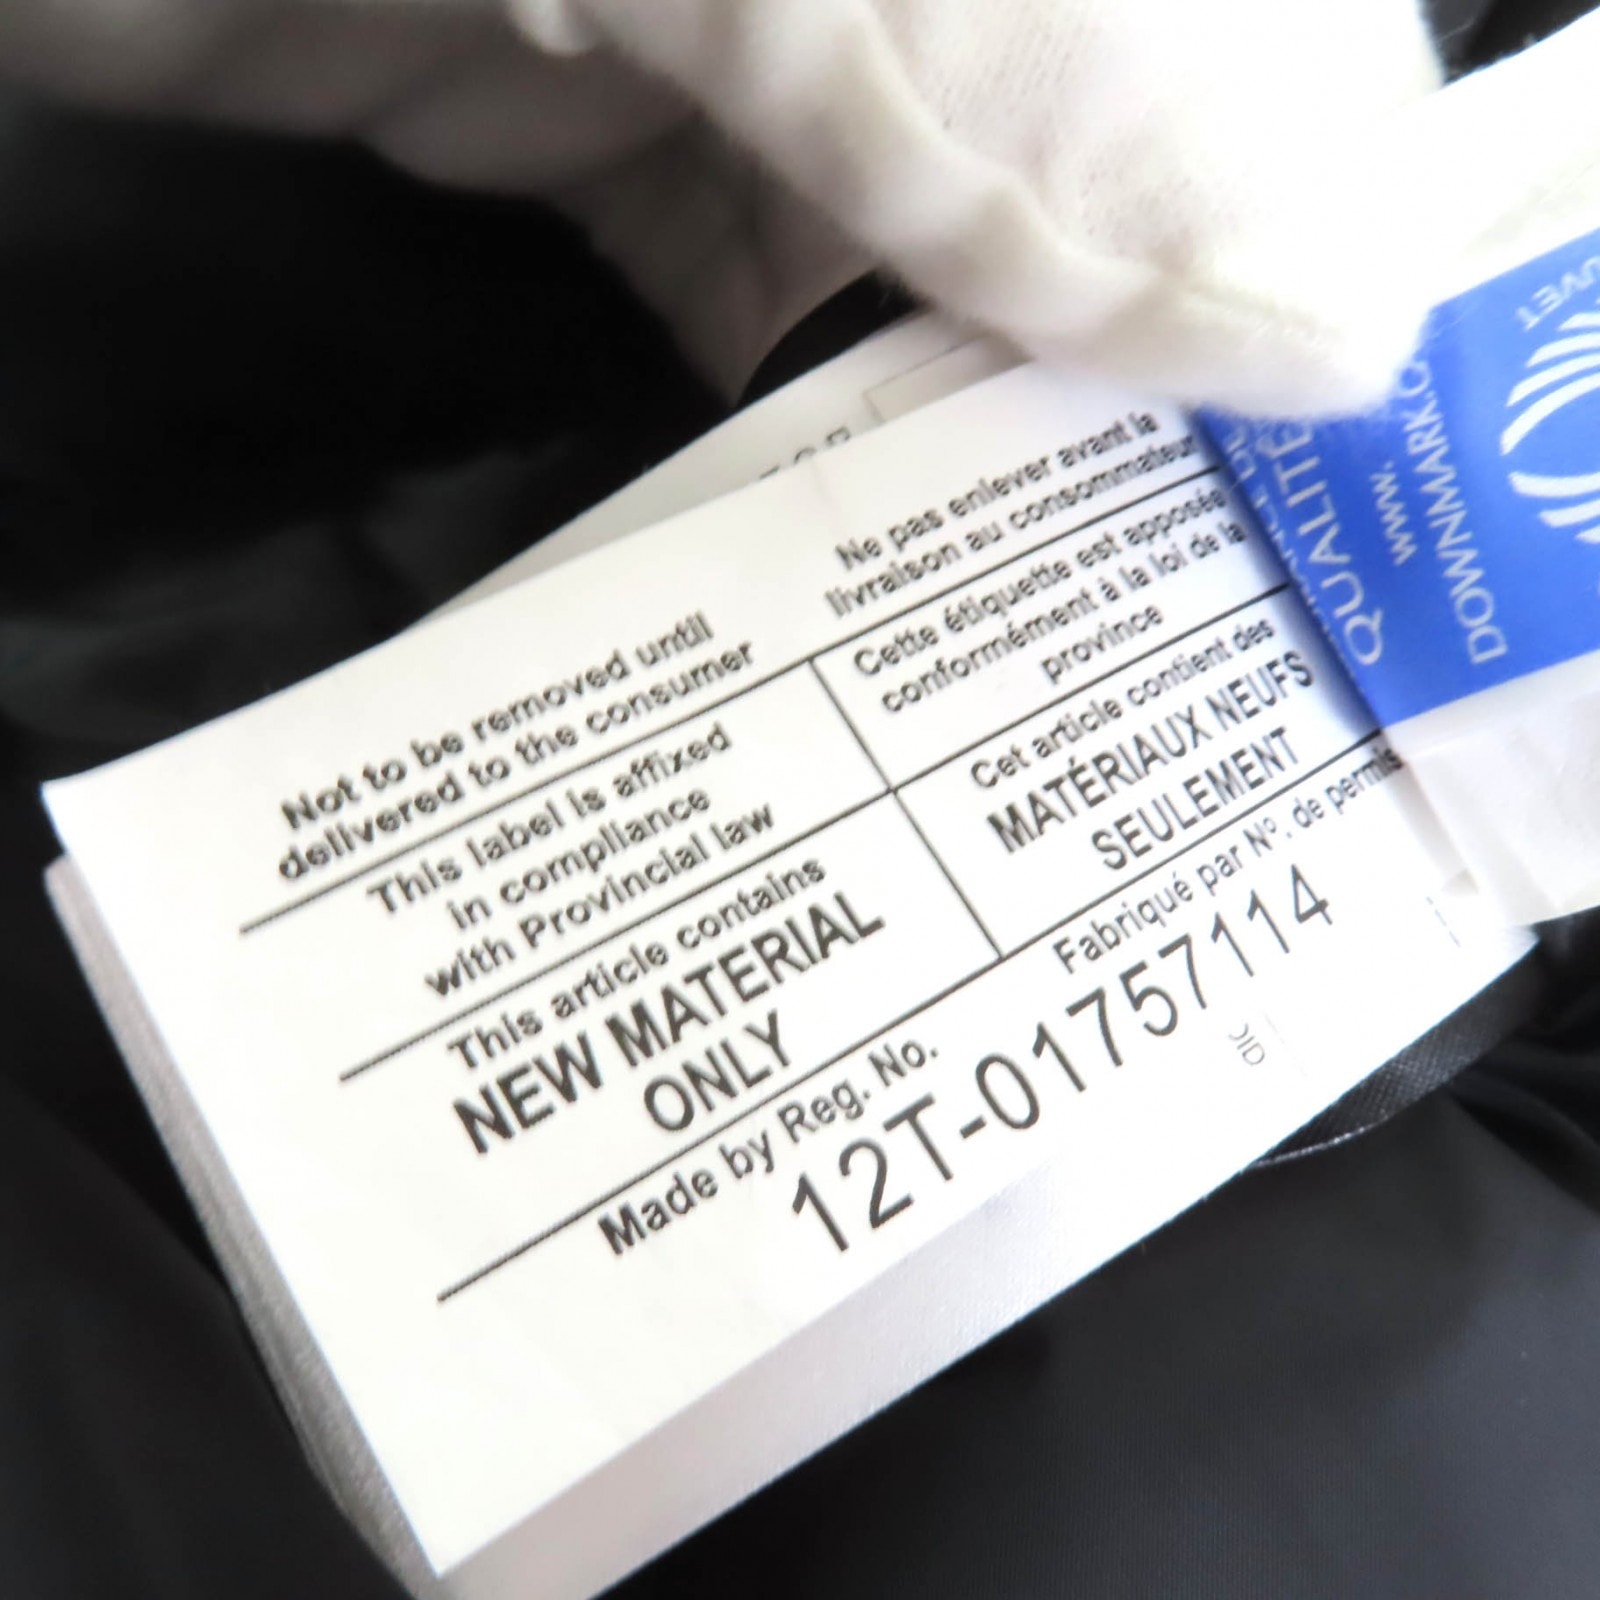 Not to be removed until
delivered to the consumer
Ne pas enlever avant la
livraison au consommateur
This label is affixed
in compliance
with Provincial law
Cette étiquette est apposée
conformément à la loi de la
province
This article contains
NEW MATERIAL
ONLY
Cet article contient des
MATÉRIAUX NEUFS
SEULEMENT
Made by Reg. No.
Fabriqué par Nº. de permis
12T-01757114
QUALITÉ
www.
DOWNMARK.